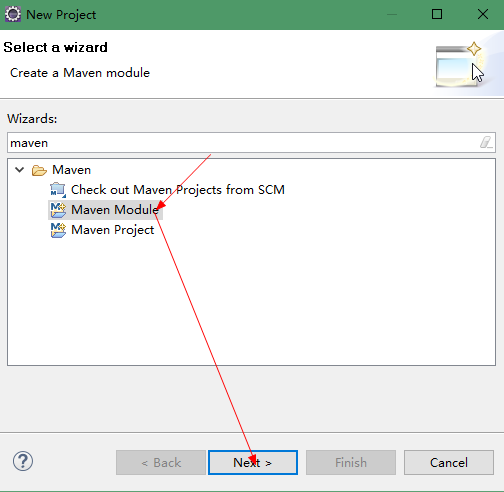 New Project
Select a wizard
Create a Maven module
Wizards:
maven
Maven
Check out Maven Projects from SCM
Maven Module
Maven Project
?
< Back
Next >
Finish
Cancel